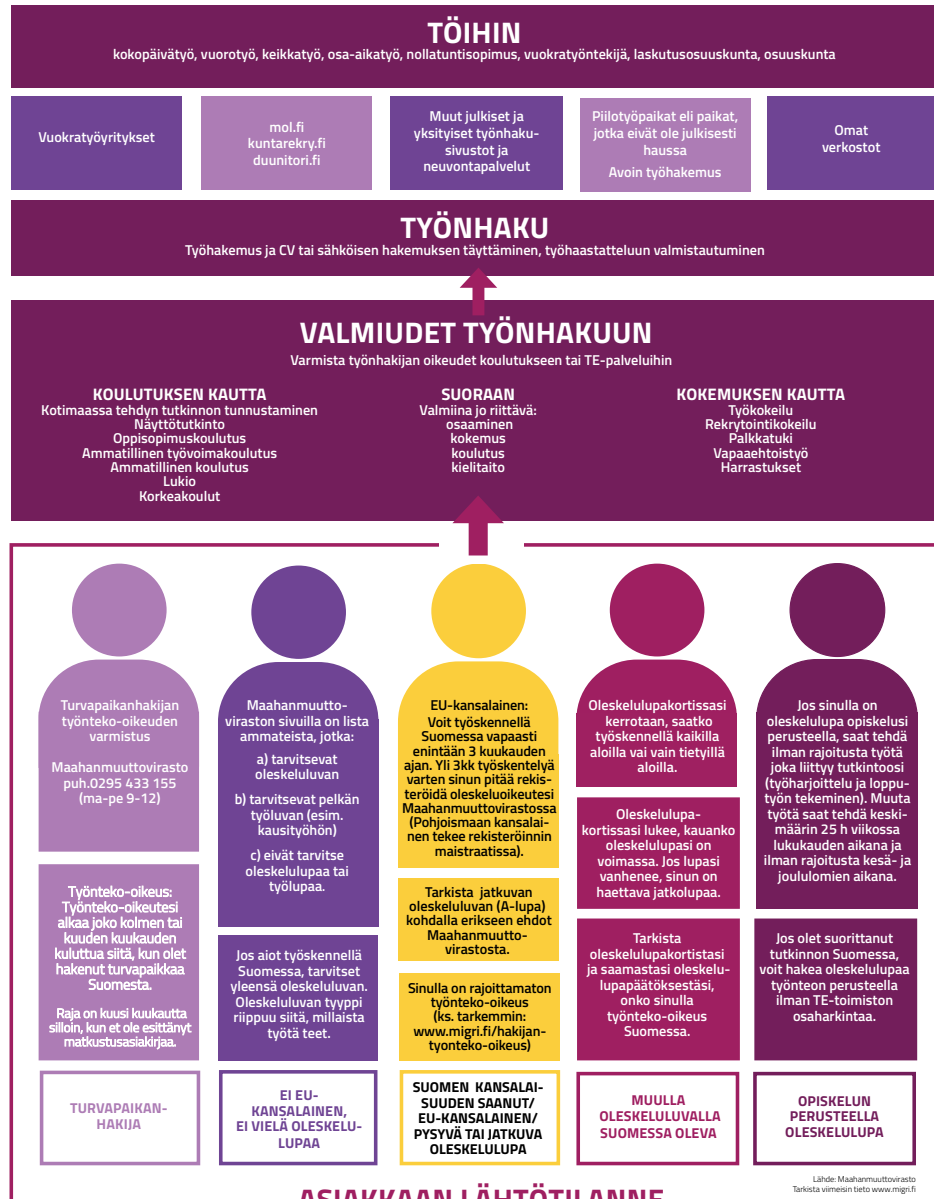 TÖIHIN
kokopäivätyö, vuorotyö, keikkatyö, osa-aikatyö, nollatuntisopimus, vuokratyöntekijä, laskutusosuuskunta, osuuskunta
Vuokratyöyritykset
mol.fi
kuntarekry.fi
duunitori.fi
Muut julkiset ja
yksityiset työnhaku-
sivustot ja
neuvontapalvelut
Piilotyöpaikat eli paikat,
jotka eivät ole julkisesti
haussa
Avoin työhakemus
Omat
verkostot
TYÖNHAKU
Työhakemus ja CV tai sähköisen hakemuksen täyttäminen, työhaastatteluun valmistautuminen
VALMIUDET TYÖNHAKUUN
Varmista työnhakijan oikeudet koulutukseen tai TE-palveluihin
KOULUTUKSEN KAUTTA
Kotimaassa tehdyn tutkinnon tunnustaminen
Näyttötutkinto
Oppisopimuskoulutus
Ammatillinen työvoimakoulutus
Ammatillinen koulutus
Lukio
Korkeakoulut
SUORAAN
Valmiina jo riittävä:
osaaminen
kokemus
koulutus
kielitaito
KOKEMUKSEN KAUTTA
Työkokeilu
Rekrytointikokeilu
Palkkatuki
Vapaaehtoistyö
Harrastukset
Turvapaikanhakijan
työnteko-oikeuden
varmistus
Maahanmuuttovirasto
puh.0295 433 155
(ma-pe 9-12)
Työnteko-oikeus:
Työnteko-oikeutesi
alkaa joko kolmen tai
kuuden kuukauden
kuluttua siitä, kun olet
hakenut turvapaikkaa
Suomesta.
Raja on kuusi kuukautta
silloin, kun et ole esittänyt
matkustusasiakirjaa.
TURVAPAIKAN-
HAKIJA
Maahanmuutto-
viraston sivuilla on lista
ammateista, jotka:
a) tarvitsevat
oleskeluluvan
b) tarvitsevat pelkän
työluvan (esim.
kausityöhön)
c) eivät tarvitse
oleskelulupaa tai
työlupaa.
Jos aiot työskennellä
Suomessa, tarvitset
yleensä oleskeluluvan.
Oleskeluluvan tyyppi
riippuu siitä, millaista
työtä teet.
EI EU-
KANSALAINEN,
EI VIELÄ OLESKELU-
LUPAA
EU-kansalainen:
Voit työskennellä
Suomessa vapaasti
enintään 3 kuukauden
ajan. Yli 3kk työskentelyä
varten sinun pitää rekis-
teröidä oleskeluoikeutesi
Maahanmuuttovirastossa
(Pohjoismaan kansalai-
nen tekee rekisteröinnin
maistraatissa).
Tarkista jatkuvan
oleskeluluvan (A-lupa)
kohdalla erikseen ehdot
Maahanmuutto-
virastosta.
Sinulla on rajoittamaton
työnteko-oikeus
(ks. tarkemmin:
www.migri.fi/hakijan-
tyonteko-oikeus)
SUOMEN KANSALAI-
SUUDEN SAANUT/
EU-KANSALAINEN/
PYSYVÄ TAI JATKUVA
OLESKELULUPA
Oleskelulupakortissasi
kerrotaan, saatko
työskennellä kaikilla
aloilla vai vain tietyillä
aloilla.
Oleskelulupa-
kortissasi lukee, kauanko
oleskelulupasi on
voimassa. Jos lupasi
vanhenee, sinun on
haettava jatkolupaa.
Tarkista
oleskelulupakortistasi
ja saamastasi oleskelu-
lupapäätöksestäsi,
onko sinulla
työnteko-oikeus
Suomessa.
MUULLA
OLESKELULUVALLA
SUOMESSA OLEVA
Jos sinulla on
oleskelulupa opiskelusi
perusteella, saat tehdä
ilman rajoitusta työtä
joka liittyy tutkintoosi
(työharjoittelu ja loppu-
työn tekeminen). Muuta
työtä saat tehdä keski-
määrin 25 h viikossa
lukukauden aikana ja
ilman rajoitusta kesä- ja
joululomien aikana.
Jos olet suorittanut
tutkinnon Suomessa,
voit hakea oleskelulupaa
työnteon perusteella
ilman TE-toimiston
osaharkintaa.
OPISKELUN
PERUSTEELLA
OLESKELULUPA
Lähde: Maahanmuuttovirasto
Tarkista viimeisin tieto www.migri.fi
ASIAKKAAN LÄHTÖTILANNE